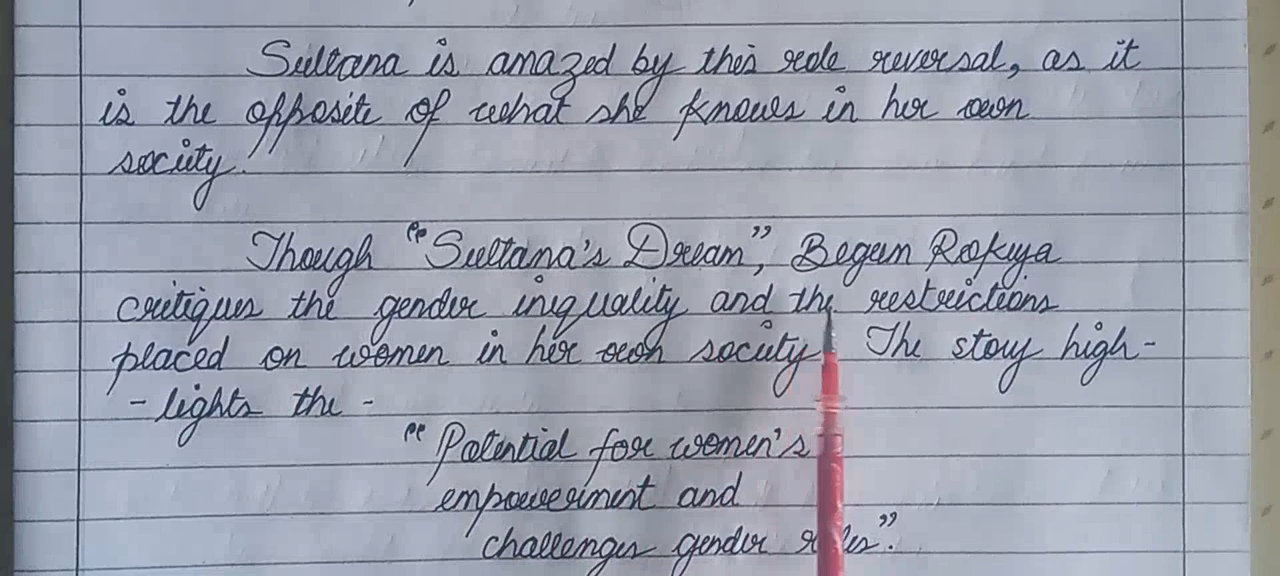 Sultana is amazed by this role reversal, as it
is the opposite of what she knows in her own
society.
Though "Sultana's Dream", Begum Rokuya
critiques the gender inequality and the restrictions
placed on women in her own society. The story high-
-lights the -
"Potential for women's
empowerment and
challenges gender roles".